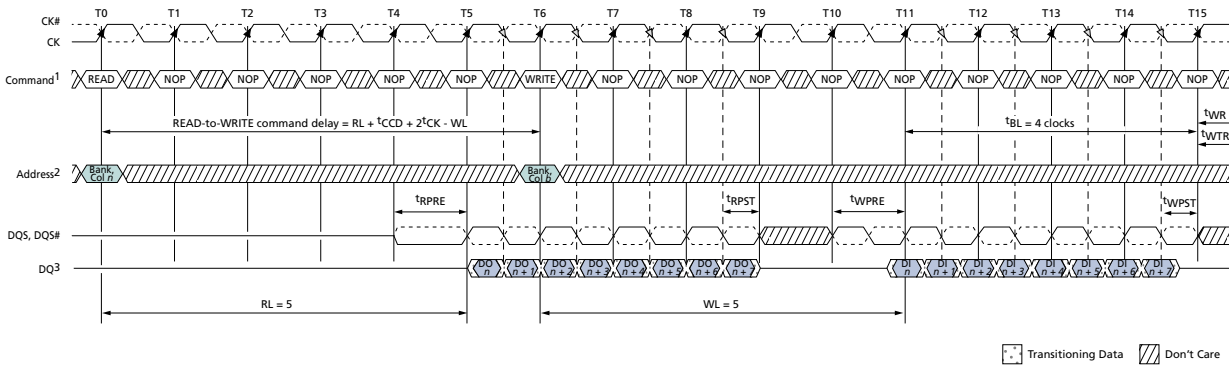 T0 T1 T2 T3 T4 T5 T6 T7 T8 T9 T10 T11 T12 T13 T14 T15
CK#
CK
Command1 READ NOP NOP NOP NOP NOP WRITE NOP NOP NOP NOP NOP NOP NOP NOP NOP
tWR
READ-to-WRITE command delay = RL + tCCD + 2tCK - WL tBL = 4 clocks
tWTR
Address2 Bank, Col n Bank, Col b
tRPRE tRPST tWPRE tWPST
DQS, DQS#
DQ3 DO n DO n + 1 DO n + 2 DO n + 3 DO n + 4 DO n + 5 DO n + 6 DO n + 7 DI n DI n + 1 DI n + 2 DI n + 3 DI n + 4 DI n + 5 DI n + 6 DI n + 7
RL = 5 WL = 5
Transitioning Data Don't Care